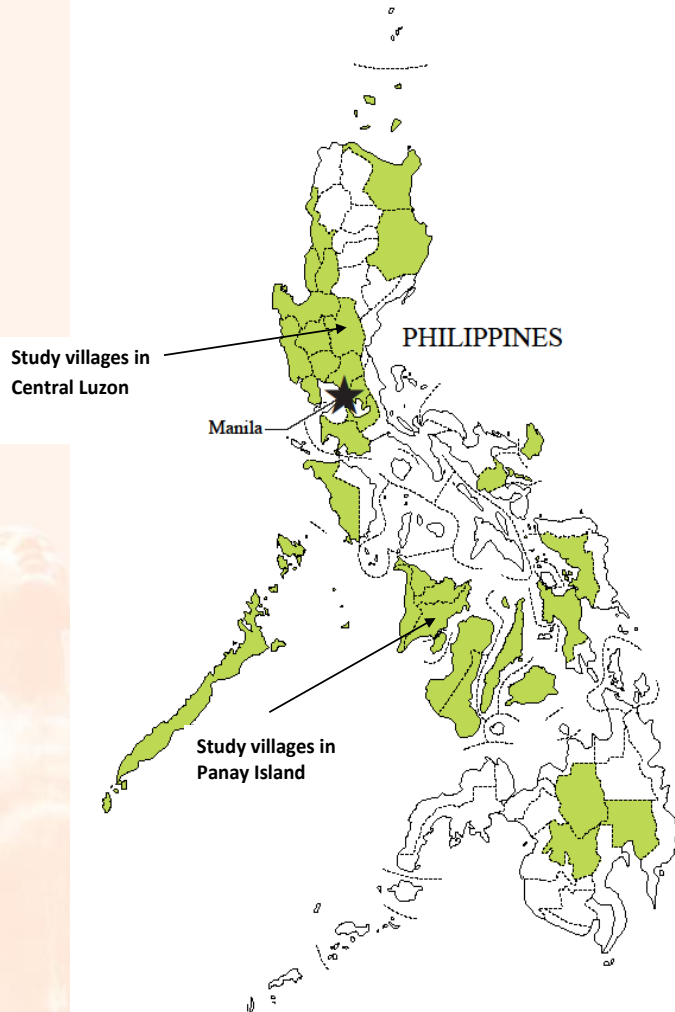 PHILIPPINES
Study villages in
Central Luzon
Manila
Study villages in
Panay Island